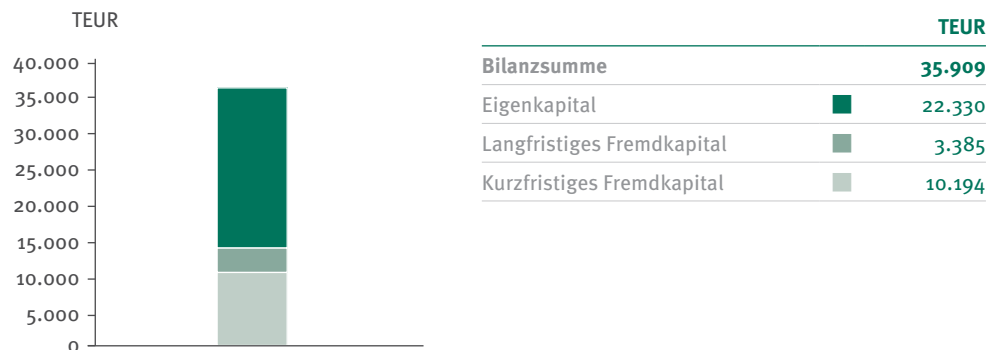 TEUR
40.000
35.000
30.000
25.000
20.000
15.000
10.000
5.000
0
TEUR
Bilanzsumme 35.909
Eigenkapital 22.330
Langfristiges Fremdkapital 3.385
Kurzfristiges Fremdkapital 10.194